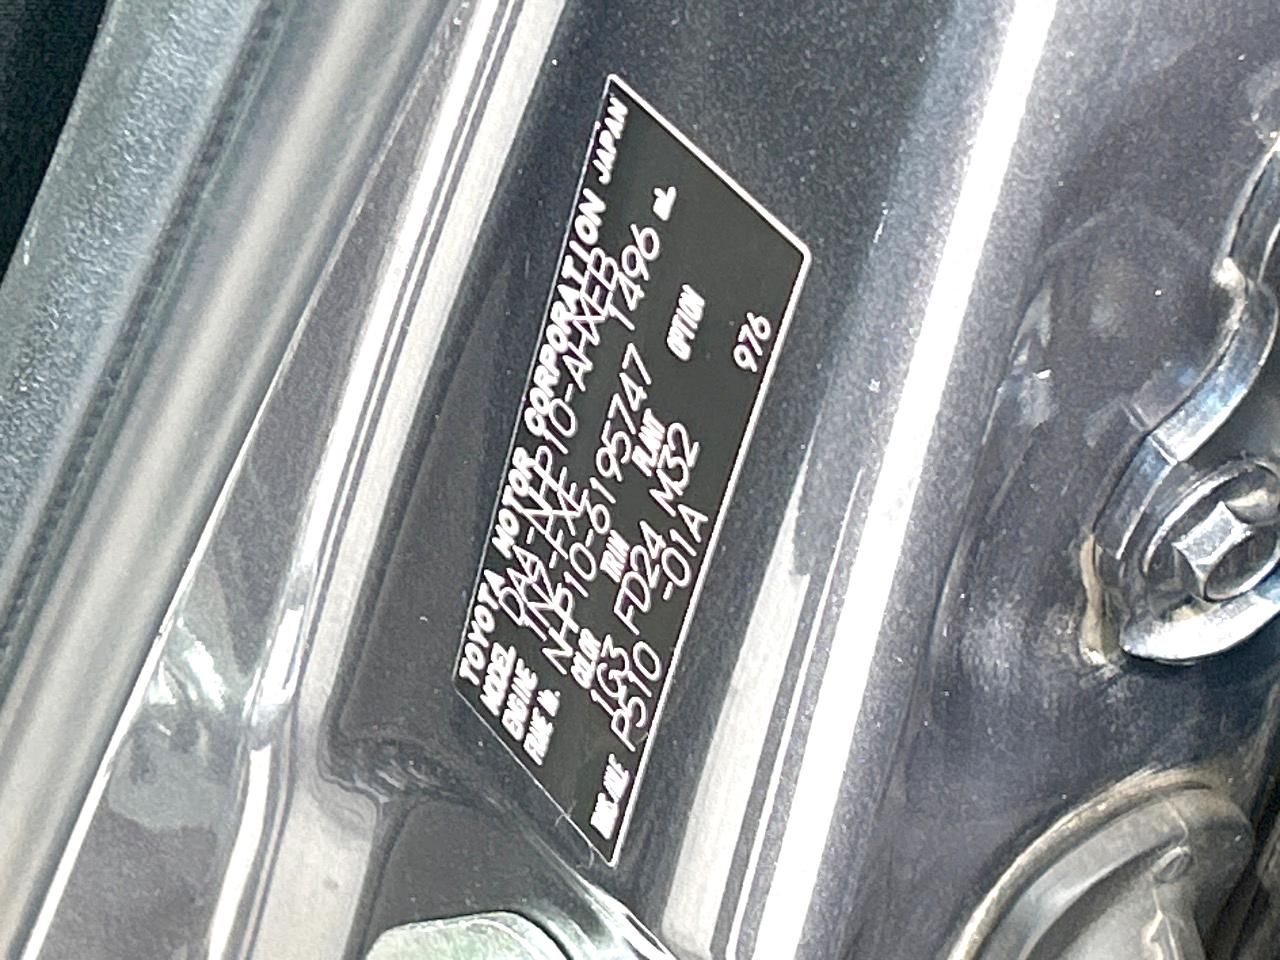 TOYOTA MOTOR CORPORATION JAPAN
MODEL DAA-NHP10-AHXEB
ENGINE 1NZ-FXE 1496 mL
FRAME No. NHP10-6195747
COLOR TRIM PLANT OPTION
1G3 FD24 M32
TRANS./AXLE P510 -01A 976